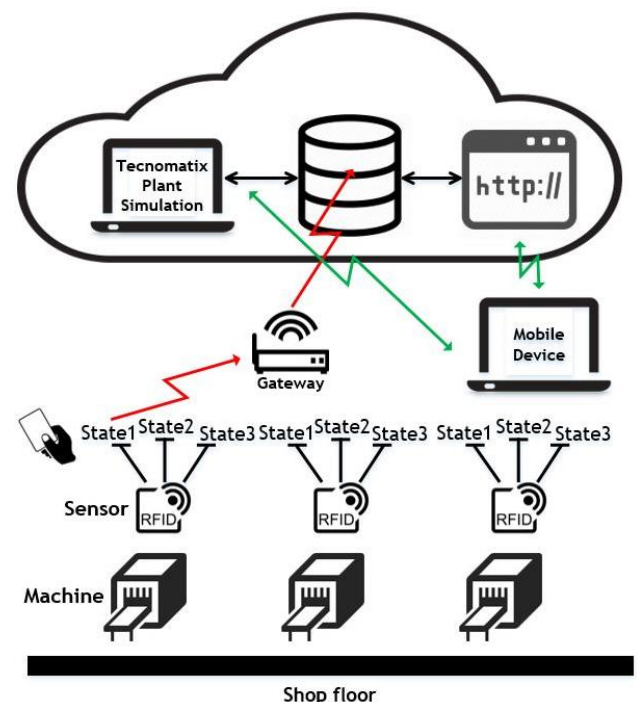 Tecnomatix
Plant
Simulation
http://
Mobile
Device
Gateway
State1 State2 State3 State1 State2 State3 State1 State2 State3
Sensor
RFID RFID RFID
Machine
Shop floor